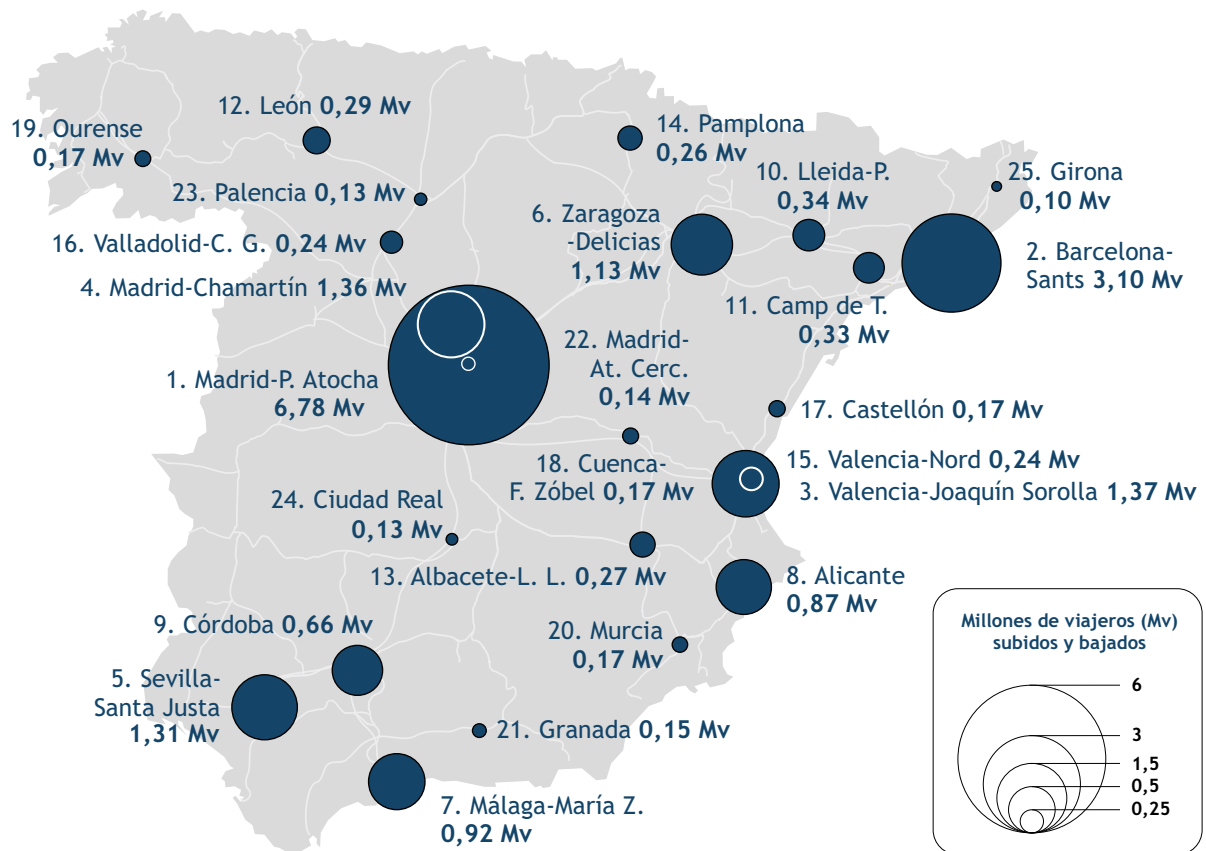 12. León 0,29 Mv
19. Ourense
0,17 Mv
14. Pamplona
0,26 Mv
10. Lleida-P.
0,34 Mv
25. Girona
0,10 Mv
23. Palencia 0,13 Mv
6. Zaragoza
-Delicias
1,13 Mv
16. Valladolid-C. G. 0,24 Mv
2. Barcelona-
Sants 3,10 Mv
4. Madrid-Chamartín 1,36 Mv
11. Camp de T.
0,33 Mv
22. Madrid-
At. Cerc.
0,14 Mv
1. Madrid-P. Atocha
6,78 Mv
17. Castellón 0,17 Mv
18. Cuenca-
F. Zóbel 0,17 Mv
15. Valencia-Nord 0,24 Mv
3. Valencia-Joaquín Sorolla 1,37 Mv
24. Ciudad Real
0,13 Mv
13. Albacete-L. L. 0,27 Mv
8. Alicante
0,87 Mv
9. Córdoba 0,66 Mv
20. Murcia
0,17 Mv
5. Sevilla-
Santa Justa
1,31 Mv
21. Granada 0,15 Mv
7. Málaga-María Z.
0,92 Mv
Millones de viajeros (Mv)
subidos y bajados
6
3
1,5
0,5
0,25